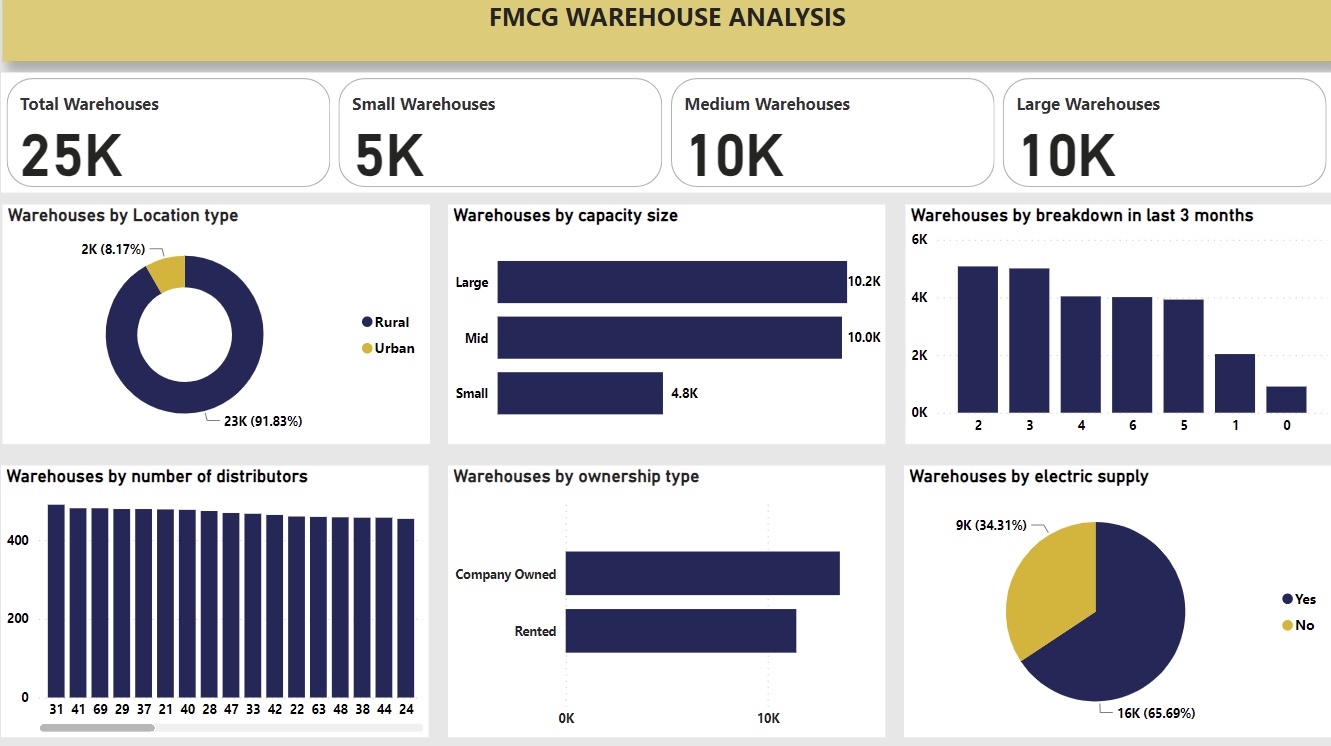 FMCG WAREHOUSE ANALYSIS
Total Warehouses
25K
Small Warehouses
5K
Medium Warehouses
10K
Large Warehouses
10K
Warehouses by Location type
2K (8.17%)
23K (91.83%)
Rural
Urban
Warehouses by capacity size
Large 10.2K
Mid 10.0K
Small 4.8K
Warehouses by breakdown in last 3 months
6K
4K
2K
0K
2 3 4 6 5 1 0
Warehouses by number of distributors
400
200
0
31 41 69 29 37 21 40 28 47 33 42 22 63 48 38 44 24
Warehouses by ownership type
Company Owned
Rented
0K 10K
Warehouses by electric supply
9K (34.31%)
16K (65.69%)
Yes
No